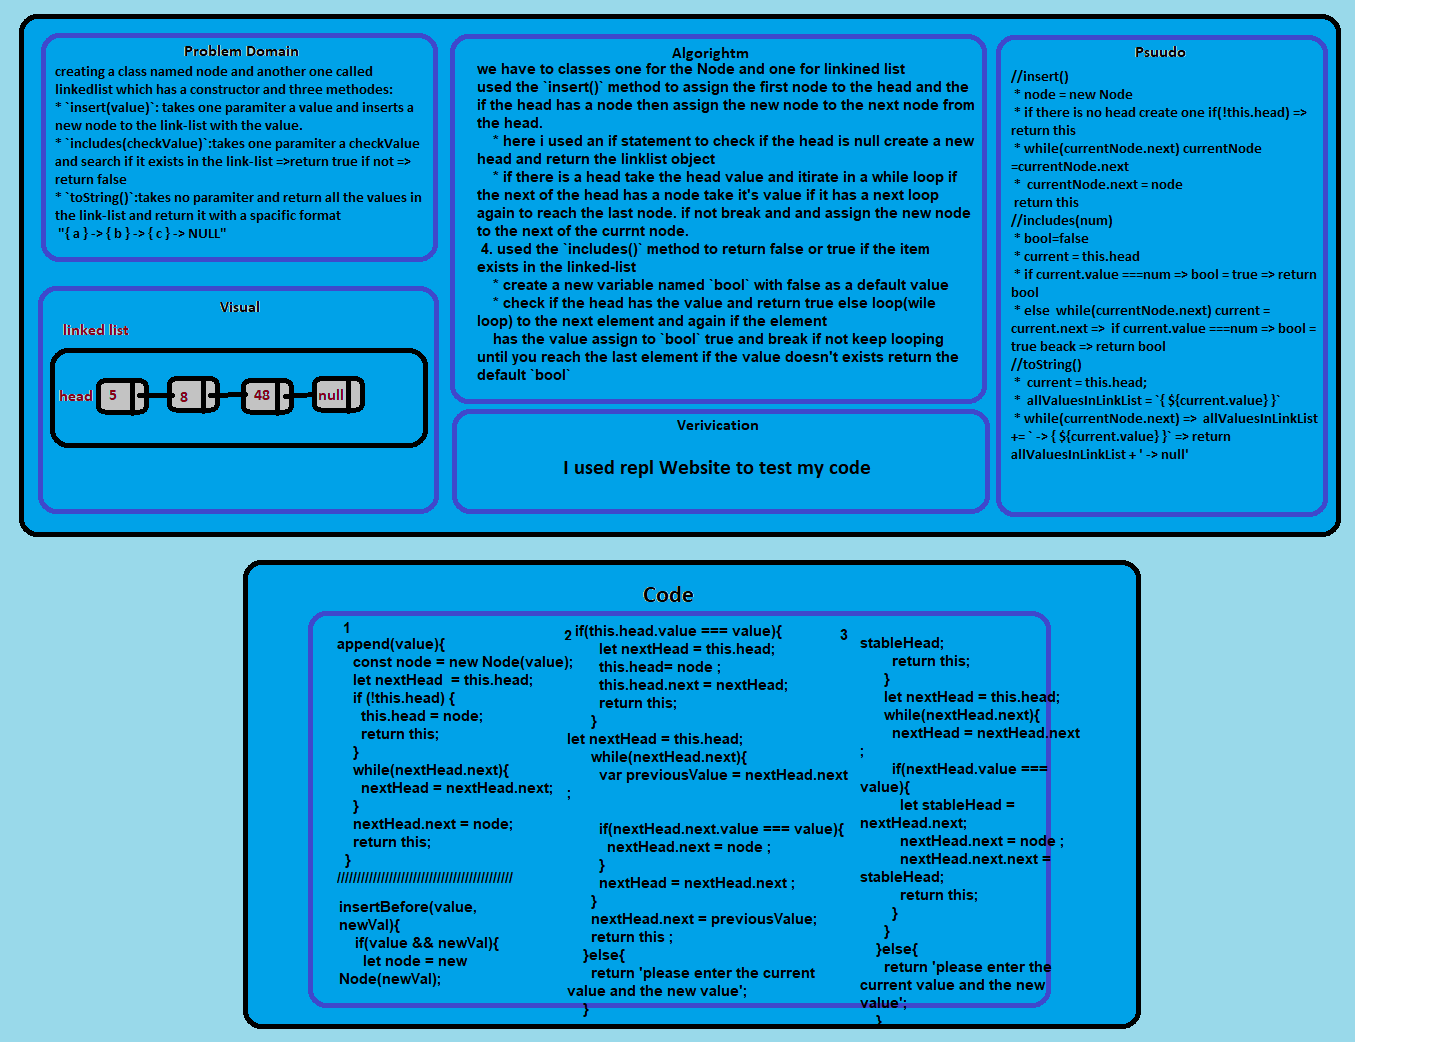 Problem Domain
creating a class named node and another one called
linkedlist which has a constructor and three methodes:
* `insert(value)`: takes one paramiter a value and inserts a
new node to the link-list with the value.
* `includes(checkValue)`:takes one paramiter a checkValue
and search if it exists in the link-list =>return true if not =>
return false
* `toString()`:takes no paramiter and return all the values in
the link-list and return it with a spacific format
"{ a } -> { b } -> { c } -> NULL"
Visual
linked list
head 5 8 48 null
Algorightm
we have to classes one for the Node and one for linkined list
used the `insert()` method to assign the first node to the head and the
if the head has a node then assign the new node to the next node from
the head.
* here i used an if statement to check if the head is null create a new
head and return the linklist object
* if there is a head take the head value and itirate in a while loop if
the next of the head has a node take it's value if it has a next loop
again to reach the last node. if not break and and assign the new node
to the next of the currnt node.
4. used the `includes()` method to return false or true if the item
exists in the linked-list
* create a new variable named `bool` with false as a default value
* check if the head has the value and return true else loop(wile
loop) to the next element and again if the element
has the value assign to `bool` true and break if not keep looping
until you reach the last element if the value doesn't exists return the
default `bool`
Verivication
I used repl Website to test my code
Psuudo
//insert()
* node = new Node
* if there is no head create one if(!this.head) =>
return this
* while(currentNode.next) currentNode
=currentNode.next
* currentNode.next = node
return this
//includes(num)
* bool=false
* current = this.head
* if current.value ===num => bool = true => return
bool
* else while(currentNode.next) current =
current.next => if current.value ===num => bool =
true beack => return bool
//toString()
* current = this.head;
* allValuesInLinkList = `{ ${current.value} }`
* while(currentNode.next) => allValuesInLinkList
+= ` -> { ${current.value} }` => return
allValuesInLinkList + ' -> null'
Code
1
append(value){
const node = new Node(value);
let nextHead = this.head;
if (!this.head) {
this.head = node;
return this;
}
while(nextHead.next){
nextHead = nextHead.next;
}
nextHead.next = node;
return this;
}
////////////////////////////////////////////
insertBefore(value,
newVal){
if(value && newVal){
let node = new
Node(newVal);
2 if(this.head.value === value){
let nextHead = this.head;
this.head= node ;
this.head.next = nextHead;
return this;
}
let nextHead = this.head;
while(nextHead.next){
var previousValue = nextHead.next
;
if(nextHead.next.value === value){
nextHead.next = node ;
}
nextHead = nextHead.next ;
}
nextHead.next = previousValue;
return this ;
}else{
return 'please enter the current
value and the new value';
}
3
stableHead;
return this;
}
let nextHead = this.head;
while(nextHead.next){
nextHead = nextHead.next
;
if(nextHead.value ===
value){
let stableHead =
nextHead.next;
nextHead.next = node ;
nextHead.next.next =
stableHead;
return this;
}
}
}else{
return 'please enter the
current value and the new
value';
}